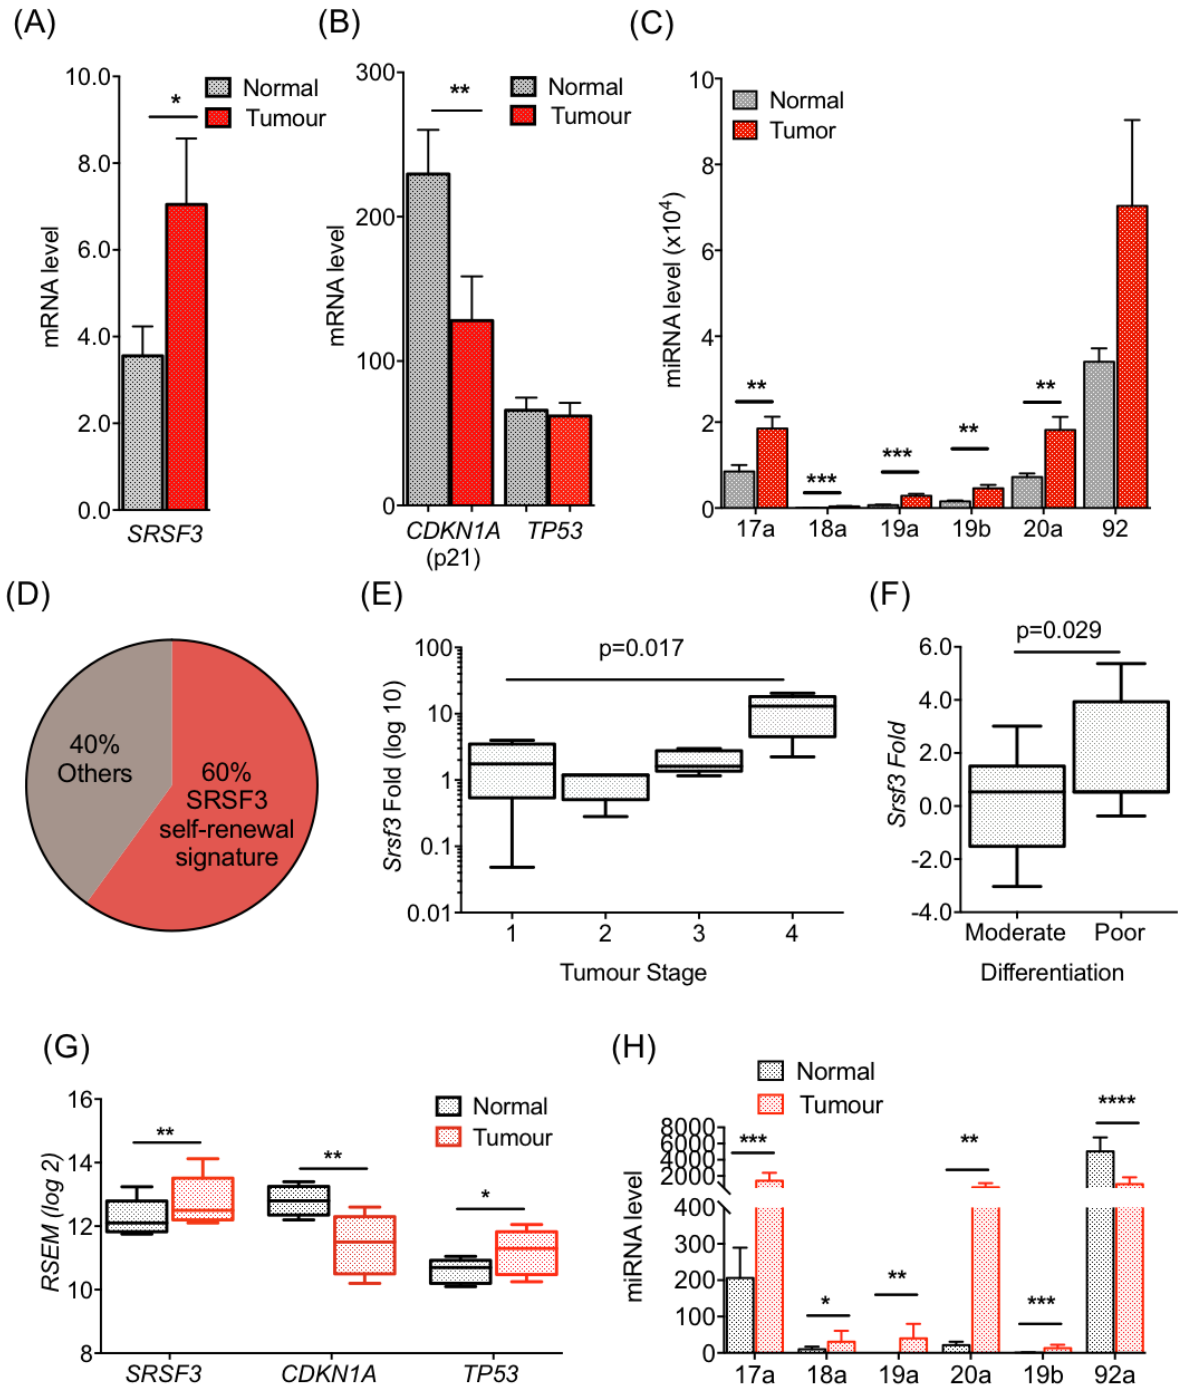 (A)
10.0
8.0
6.0
4.0
2.0
0.0
mRNA level
*
Normal
Tumour
SRSF3
(B)
300
200
100
0
mRNA level
**
Normal
Tumour
CDKN1A
(p21)
TP53
(C)
10
8
6
4
2
0
miRNA level (x10⁴)
Normal
Tumor
**
***
***
**
**
17a 18a 19a 19b 20a 92
(D)
40%
Others
60%
SRSF3
self-renewal
signature
(E)
100
10
1
0.1
0.01
Srsf3 Fold (log 10)
p=0.017
1 2 3 4
Tumour Stage
(F)
6.0
4.0
2.0
0.0
-2.0
-4.0
Srsf3 Fold
p=0.029
Moderate Poor
Differentiation
(G)
16
14
12
10
8
RSEM (log 2)
Normal
Tumour
**
**
*
SRSF3 CDKN1A TP53
(H)
Normal
Tumour
8000
6000
4000
2000
400
300
200
100
0
miRNA level
***
*
**
**
***
****
17a 18a 19a 20a 19b 92a